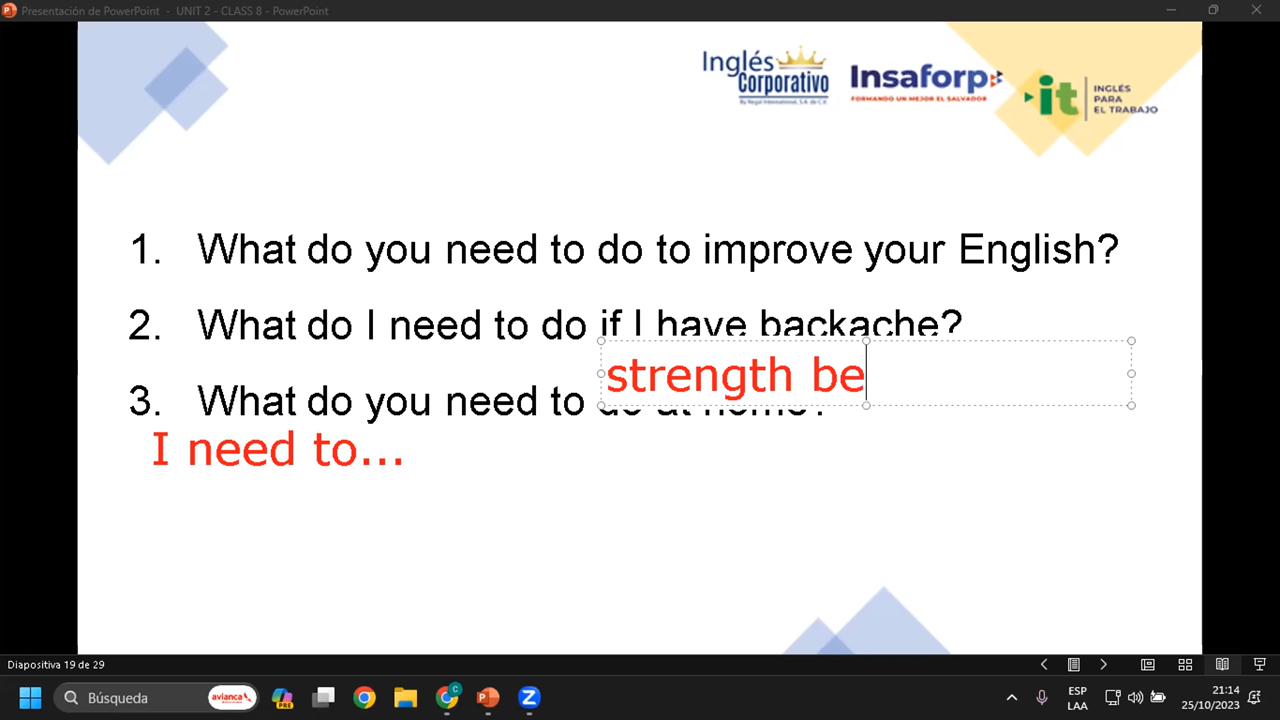 Presentación de PowerPoint - UNIT 2 - CLASS 8 - PowerPoint
Inglés Corporativo
By Regal International, S.A. de C.V.
Insaforp
FORMANDO UN MEJOR EL SALVADOR
it INGLÉS PARA EL TRABAJO
1. What do you need to do to improve your English?
2. What do I need to do if I have backache?
strength be
3. What do you need to do at home?
I need to...
Diapositiva 19 de 29
Búsqueda
avianca
PRE
ESP
LAA
21:14
25/10/2023